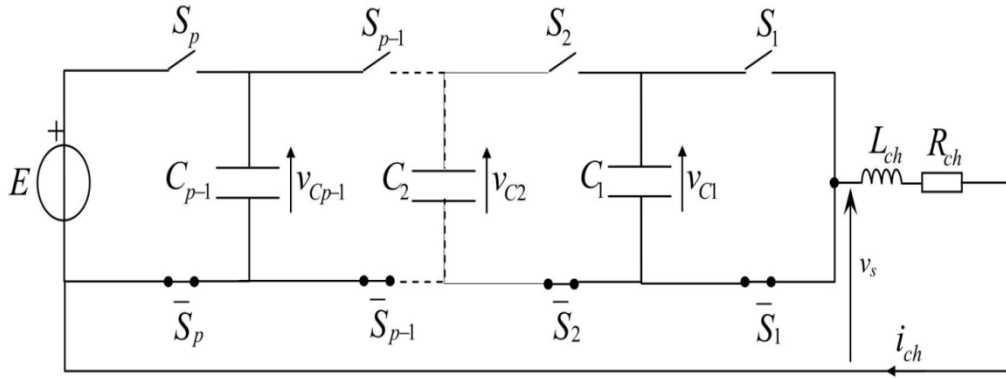 S_p S_{p-1} S_2 S_1
+
E C_{p-1} v_{Cp-1} C_2 v_{C2} C_1 v_{C1} L_{ch} R_{ch}
v_s
S̅_p S̅_{p-1} S̅_2 S̅_1
i_{ch}